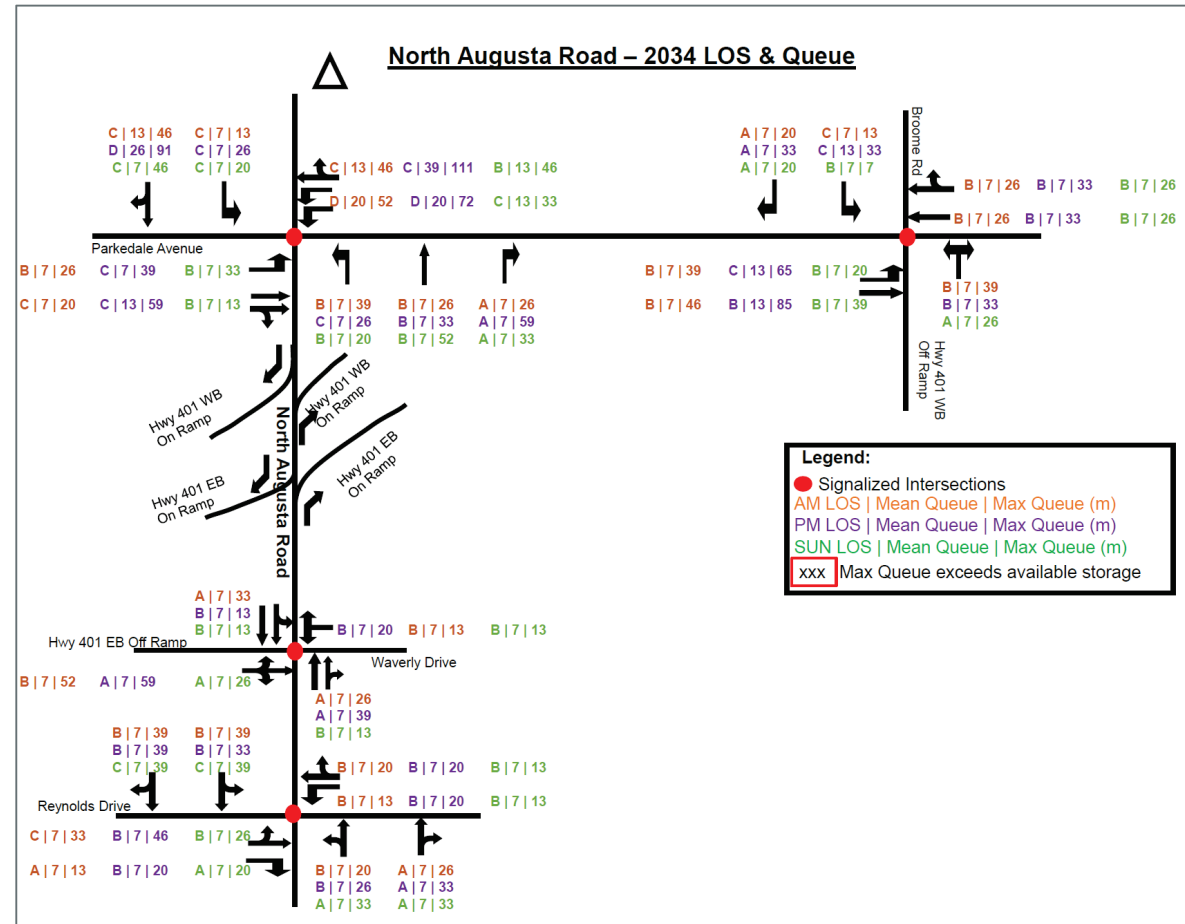 North Augusta Road – 2034 LOS & Queue
C | 13 | 46 C | 7 | 13
D | 26 | 91 C | 7 | 26
C | 7 | 46 C | 7 | 20
C | 13 | 46 C | 39 | 111 B | 13 | 46
D | 20 | 52 D | 20 | 72 C | 13 | 33
A | 7 | 20 C | 7 | 13
A | 7 | 33 C | 13 | 33
A | 7 | 20 B | 7 | 7
Broome Rd
B | 7 | 26 B | 7 | 33 B | 7 | 26
B | 7 | 26 B | 7 | 33 B | 7 | 26
Parkedale Avenue
B | 7 | 26 C | 7 | 39 B | 7 | 33
C | 7 | 20 C | 13 | 59 B | 7 | 13
B | 7 | 39 B | 7 | 26 A | 7 | 26
C | 7 | 26 B | 7 | 33 A | 7 | 59
B | 7 | 20 B | 7 | 52 A | 7 | 33
B | 7 | 39 C | 13 | 65 B | 7 | 20
B | 7 | 46 B | 13 | 85 B | 7 | 39
B | 7 | 39
B | 7 | 33
A | 7 | 26
Hwy 401 WB
Off Ramp
Hwy 401 WB
On Ramp
Hwy 401 WB
On Ramp
Hwy 401 EB
On Ramp
Hwy 401 EB
On Ramp
North Augusta Road
Legend:
Signalized Intersections
AM LOS | Mean Queue | Max Queue (m)
PM LOS | Mean Queue | Max Queue (m)
SUN LOS | Mean Queue | Max Queue (m)
xxx Max Queue exceeds available storage
A | 7 | 33
B | 7 | 13
B | 7 | 13
B | 7 | 20 B | 7 | 13 B | 7 | 13
Hwy 401 EB Off Ramp
Waverly Drive
B | 7 | 52 A | 7 | 59 A | 7 | 26
A | 7 | 26
A | 7 | 39
B | 7 | 13
B | 7 | 39 B | 7 | 39
B | 7 | 39 B | 7 | 33
C | 7 | 39 C | 7 | 39
B | 7 | 20 B | 7 | 20 B | 7 | 13
B | 7 | 13 B | 7 | 20 B | 7 | 13
Reynolds Drive
C | 7 | 33 B | 7 | 46 B | 7 | 26
A | 7 | 13 B | 7 | 20 A | 7 | 20
B | 7 | 20 A | 7 | 26
B | 7 | 26 A | 7 | 33
A | 7 | 33 A | 7 | 33